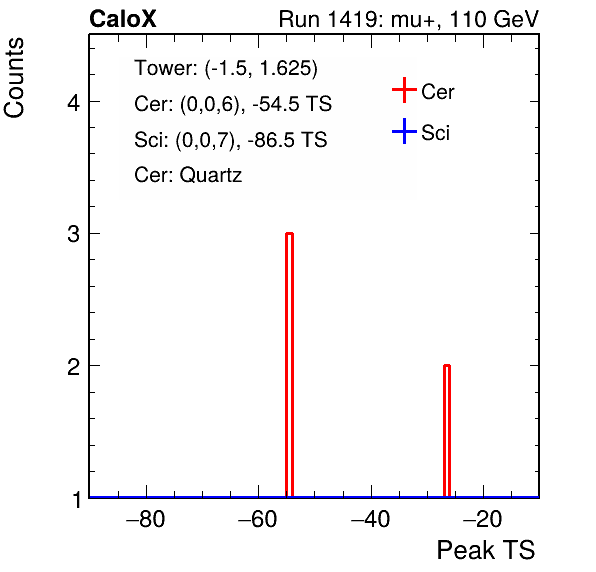 CaloX Run 1419: mu+, 110 GeV
Counts
Tower: (-1.5, 1.625)
Cer: (0,0,6), -54.5 TS
Sci: (0,0,7), -86.5 TS
Cer: Quartz
Cer
Sci
4
3
2
1
−80 −60 −40 −20
Peak TS